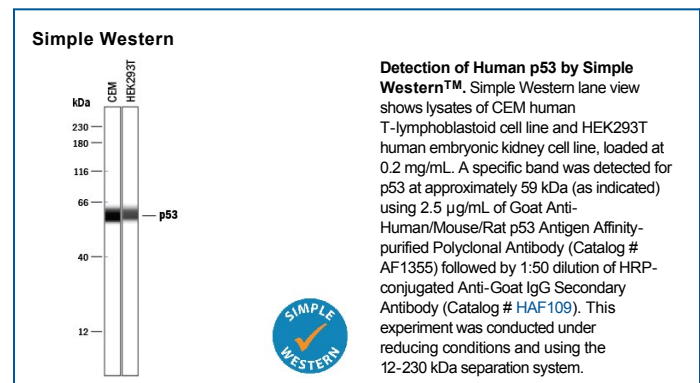 Simple Western
kDa
CEM
HEK293T
230
180
116
66
p53
40
12
SIMPLE
WESTERN
Detection of Human p53 by Simple
Western™. Simple Western lane view
shows lysates of CEM human
T-lymphoblastoid cell line and HEK293T
human embryonic kidney cell line, loaded at
0.2 mg/mL. A specific band was detected for
p53 at approximately 59 kDa (as indicated)
using 2.5 µg/mL of Goat Anti-
Human/Mouse/Rat p53 Antigen Affinity-
purified Polyclonal Antibody (Catalog #
AF1355) followed by 1:50 dilution of HRP-
conjugated Anti-Goat IgG Secondary
Antibody (Catalog # HAF109). This
experiment was conducted under
reducing conditions and using the
12-230 kDa separation system.